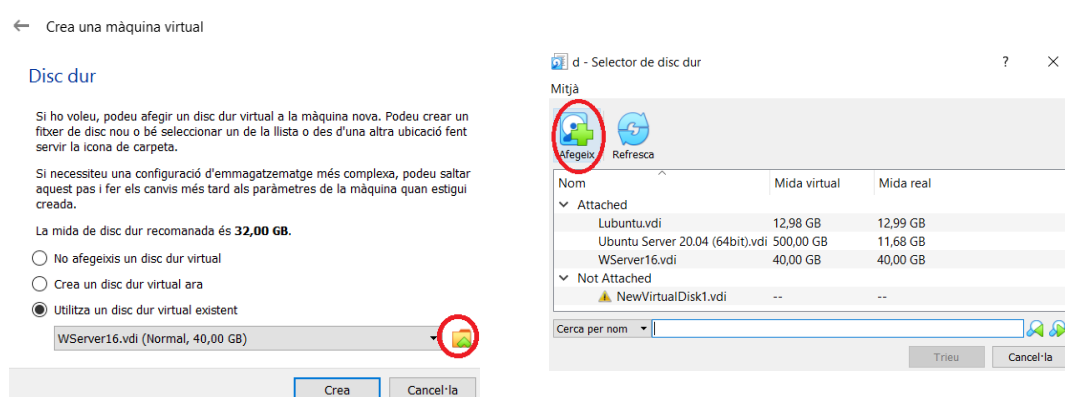 Crea una màquina virtual
Disc dur
Si ho voleu, podeu afegir un disc dur virtual a la màquina nova. Podeu crear un
fitxer de disc nou o bé seleccionar un de la llista o des d'una altra ubicació fent
servir la icona de carpeta.
Si necessiteu una configuració d'emmagatzematge més complexa, podeu saltar
aquest pas i fer els canvis més tard als paràmetres de la màquina quan estigui
creada.
La mida de disc dur recomanada és 32,00 GB.
No afegeixis un disc dur virtual
Crea un disc dur virtual ara
Utilitza un disc dur virtual existent
WServer16.vdi (Normal, 40,00 GB)
Crea Cancel·la
d - Selector de disc dur ?
Mitjà
Afegeix Refresca
Nom Mida virtual Mida real
Attached
Lubuntu.vdi 12,98 GB 12,99 GB
Ubuntu Server 20.04 (64bit).vdi 500,00 GB 11,68 GB
WServer16.vdi 40,00 GB 40,00 GB
Not Attached
NewVirtualDisk1.vdi -- --
Cerca per nom
Trieu Cancel·la